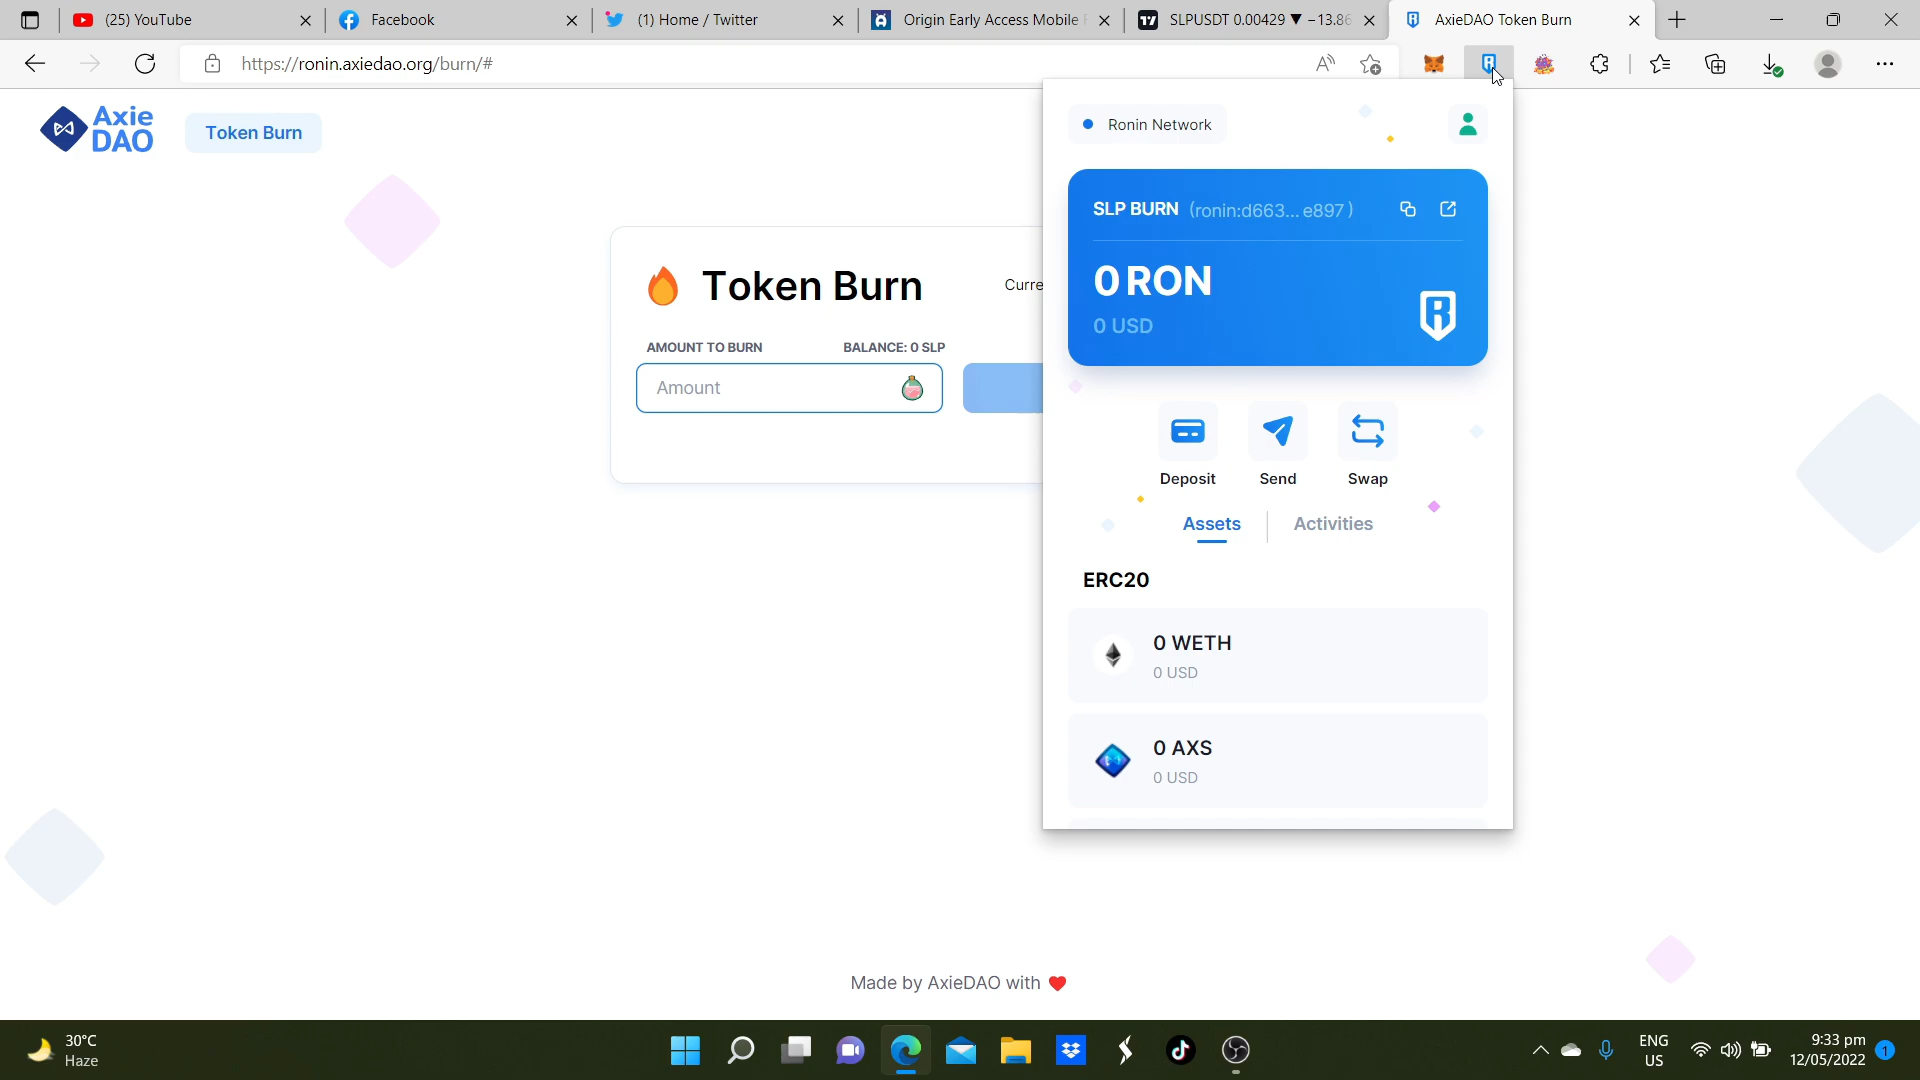 (25) YouTube
Facebook
(1) Home / Twitter
Origin Early Access Mobile
SLPUSDT 0.00429 ▼ −13.86
AxieDAO Token Burn
https://ronin.axiedao.org/burn/#
Axie
DAO
Token Burn
Ronin Network
SLP BURN (ronin:d663...e897)
0 RON
0 USD
Token Burn
Curre
AMOUNT TO BURN
BALANCE: 0 SLP
Amount
Deposit
Send
Swap
Assets
Activities
ERC20
0 WETH
0 USD
0 AXS
0 USD
Made by AxieDAO with
30°C
Haze
ENG
US
9:33 pm
12/05/2022
1